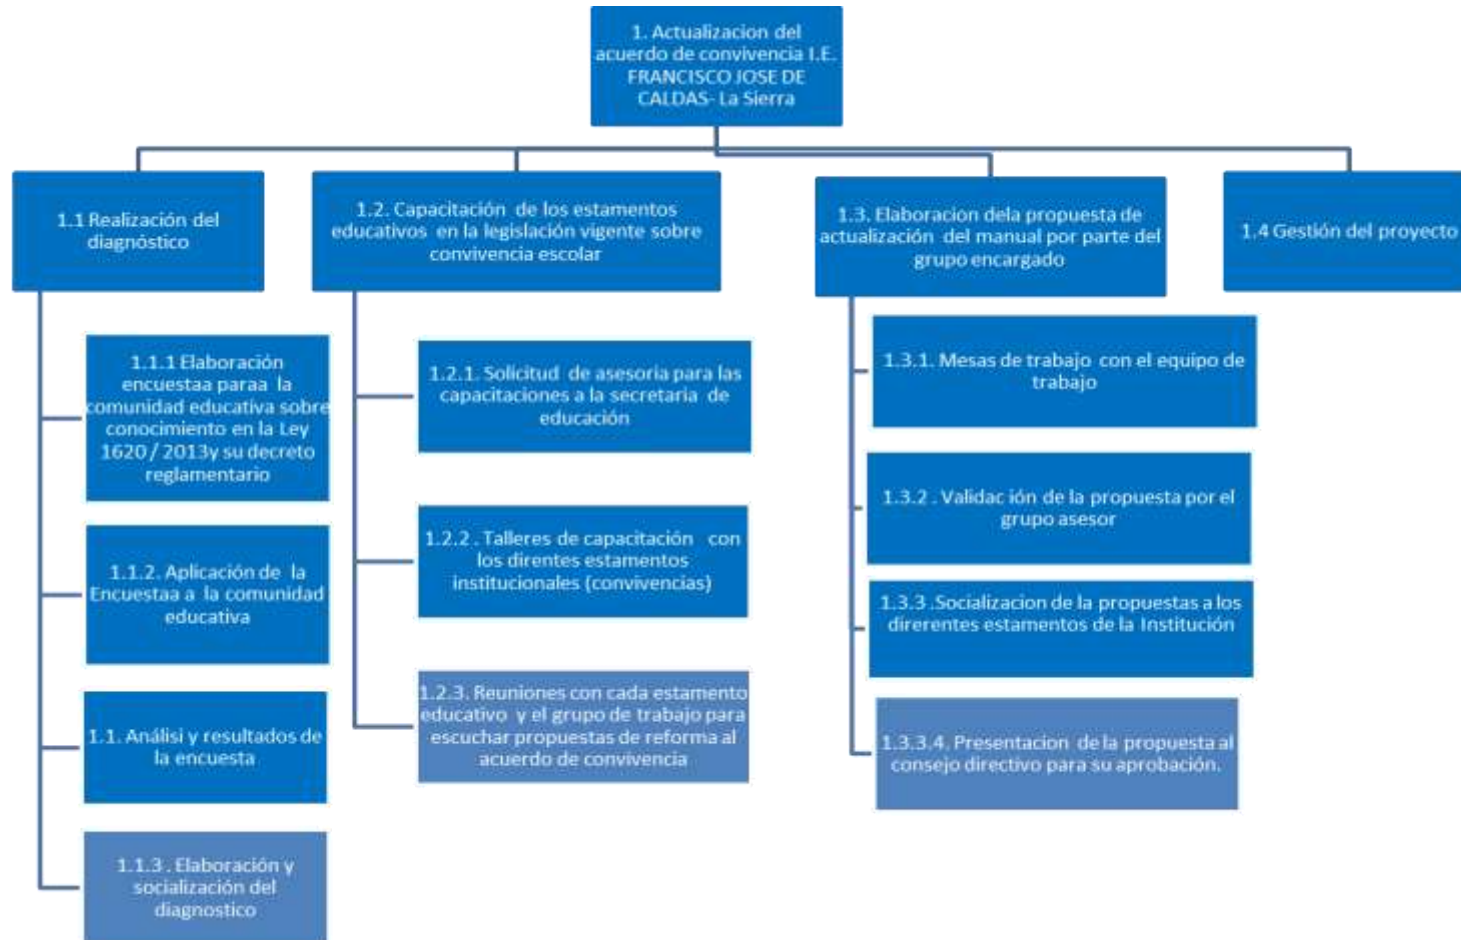 1. Actualizacion del
acuerdo de convivencia I.E.
FRANCISCO JOSE DE
CALDAS- La Sierra
1.1 Realización del
diagnóstico
1.2. Capacitación de los estamentos
educativos en la legislación vigente sobre
convivencia escolar
1.3. Elaboracion dela propuesta de
actualización del manual por parte del
grupo encargado
1.4 Gestión del proyecto
1.1.1 Elaboración
encuestaa paraa la
comunidad educativa sobre
conocimiento en la Ley
1620 / 2013y su decreto
reglamentario
1.1.2. Aplicación de la
Encuestaa a la comunidad
educativa
1.1. Análisi y resultados de
la encuesta
1.1.3 . Elaboración y
socialización del
diagnostico
1.2.1. Solicitud de asesoria para las
capacitaciones a la secretaria de
educación
1.2.2 . Talleres de capacitación con
los direntes estamentos
institucionales (convivencias)
1.2.3. Reuniones con cada estamento
educativo y el grupo de trabajo para
escuchar propuestas de reforma al
acuerdo de convivencia
1.3.1. Mesas de trabajo con el equipo de
trabajo
1.3.2 . Validac ión de la propuesta por el
grupo asesor
1.3.3 .Socializacion de la propuestas a los
direrentes estamentos de la Institución
1.3.3.4. Presentacion de la propuesta al
consejo directivo para su aprobación.